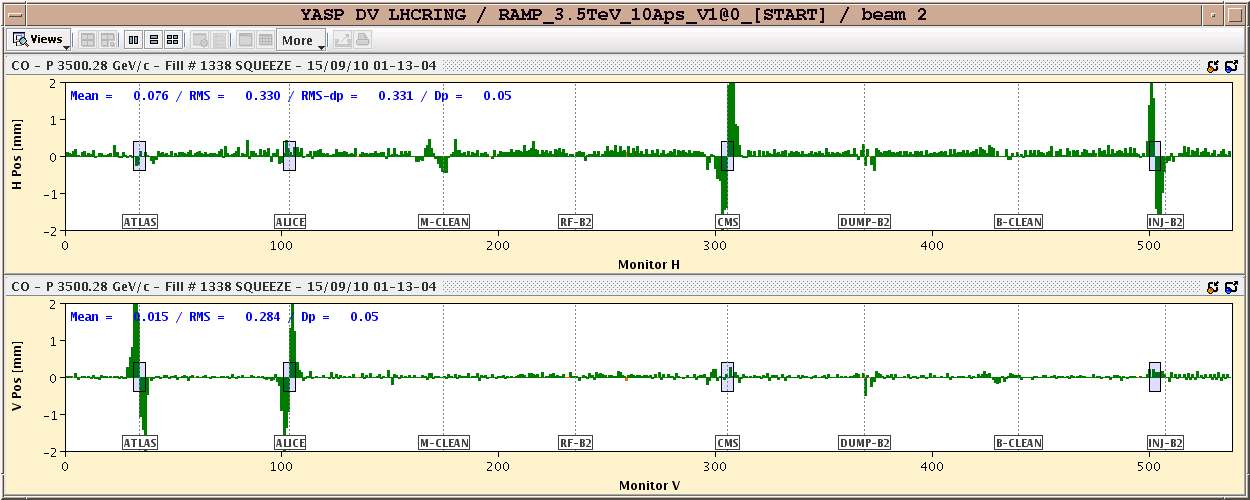 YASP DV LHCRING / RAMP_3.5TeV_10Aps_V1@0_[START] / beam 2
Views More
CO - P 3500.28 GeV/c - Fill # 1338 SQUEEZE - 15/09/10 01-13-04
Mean = 0.076 / RMS = 0.330 / RMS-dp = 0.331 / Dp = 0.05
H Pos [mm]
2
1
0
-1
-2
ATLAS ALICE M-CLEAN RF-B2 CMS DUMP-B2 B-CLEAN INJ-B2
0 100 200 300 400 500
Monitor H
CO - P 3500.28 GeV/c - Fill # 1338 SQUEEZE - 15/09/10 01-13-04
Mean = 0.015 / RMS = 0.284 / Dp = 0.05
V Pos [mm]
2
1
0
-1
-2
ATLAS ALICE M-CLEAN RF-B2 CMS DUMP-B2 B-CLEAN INJ-B2
0 100 200 300 400 500
Monitor V